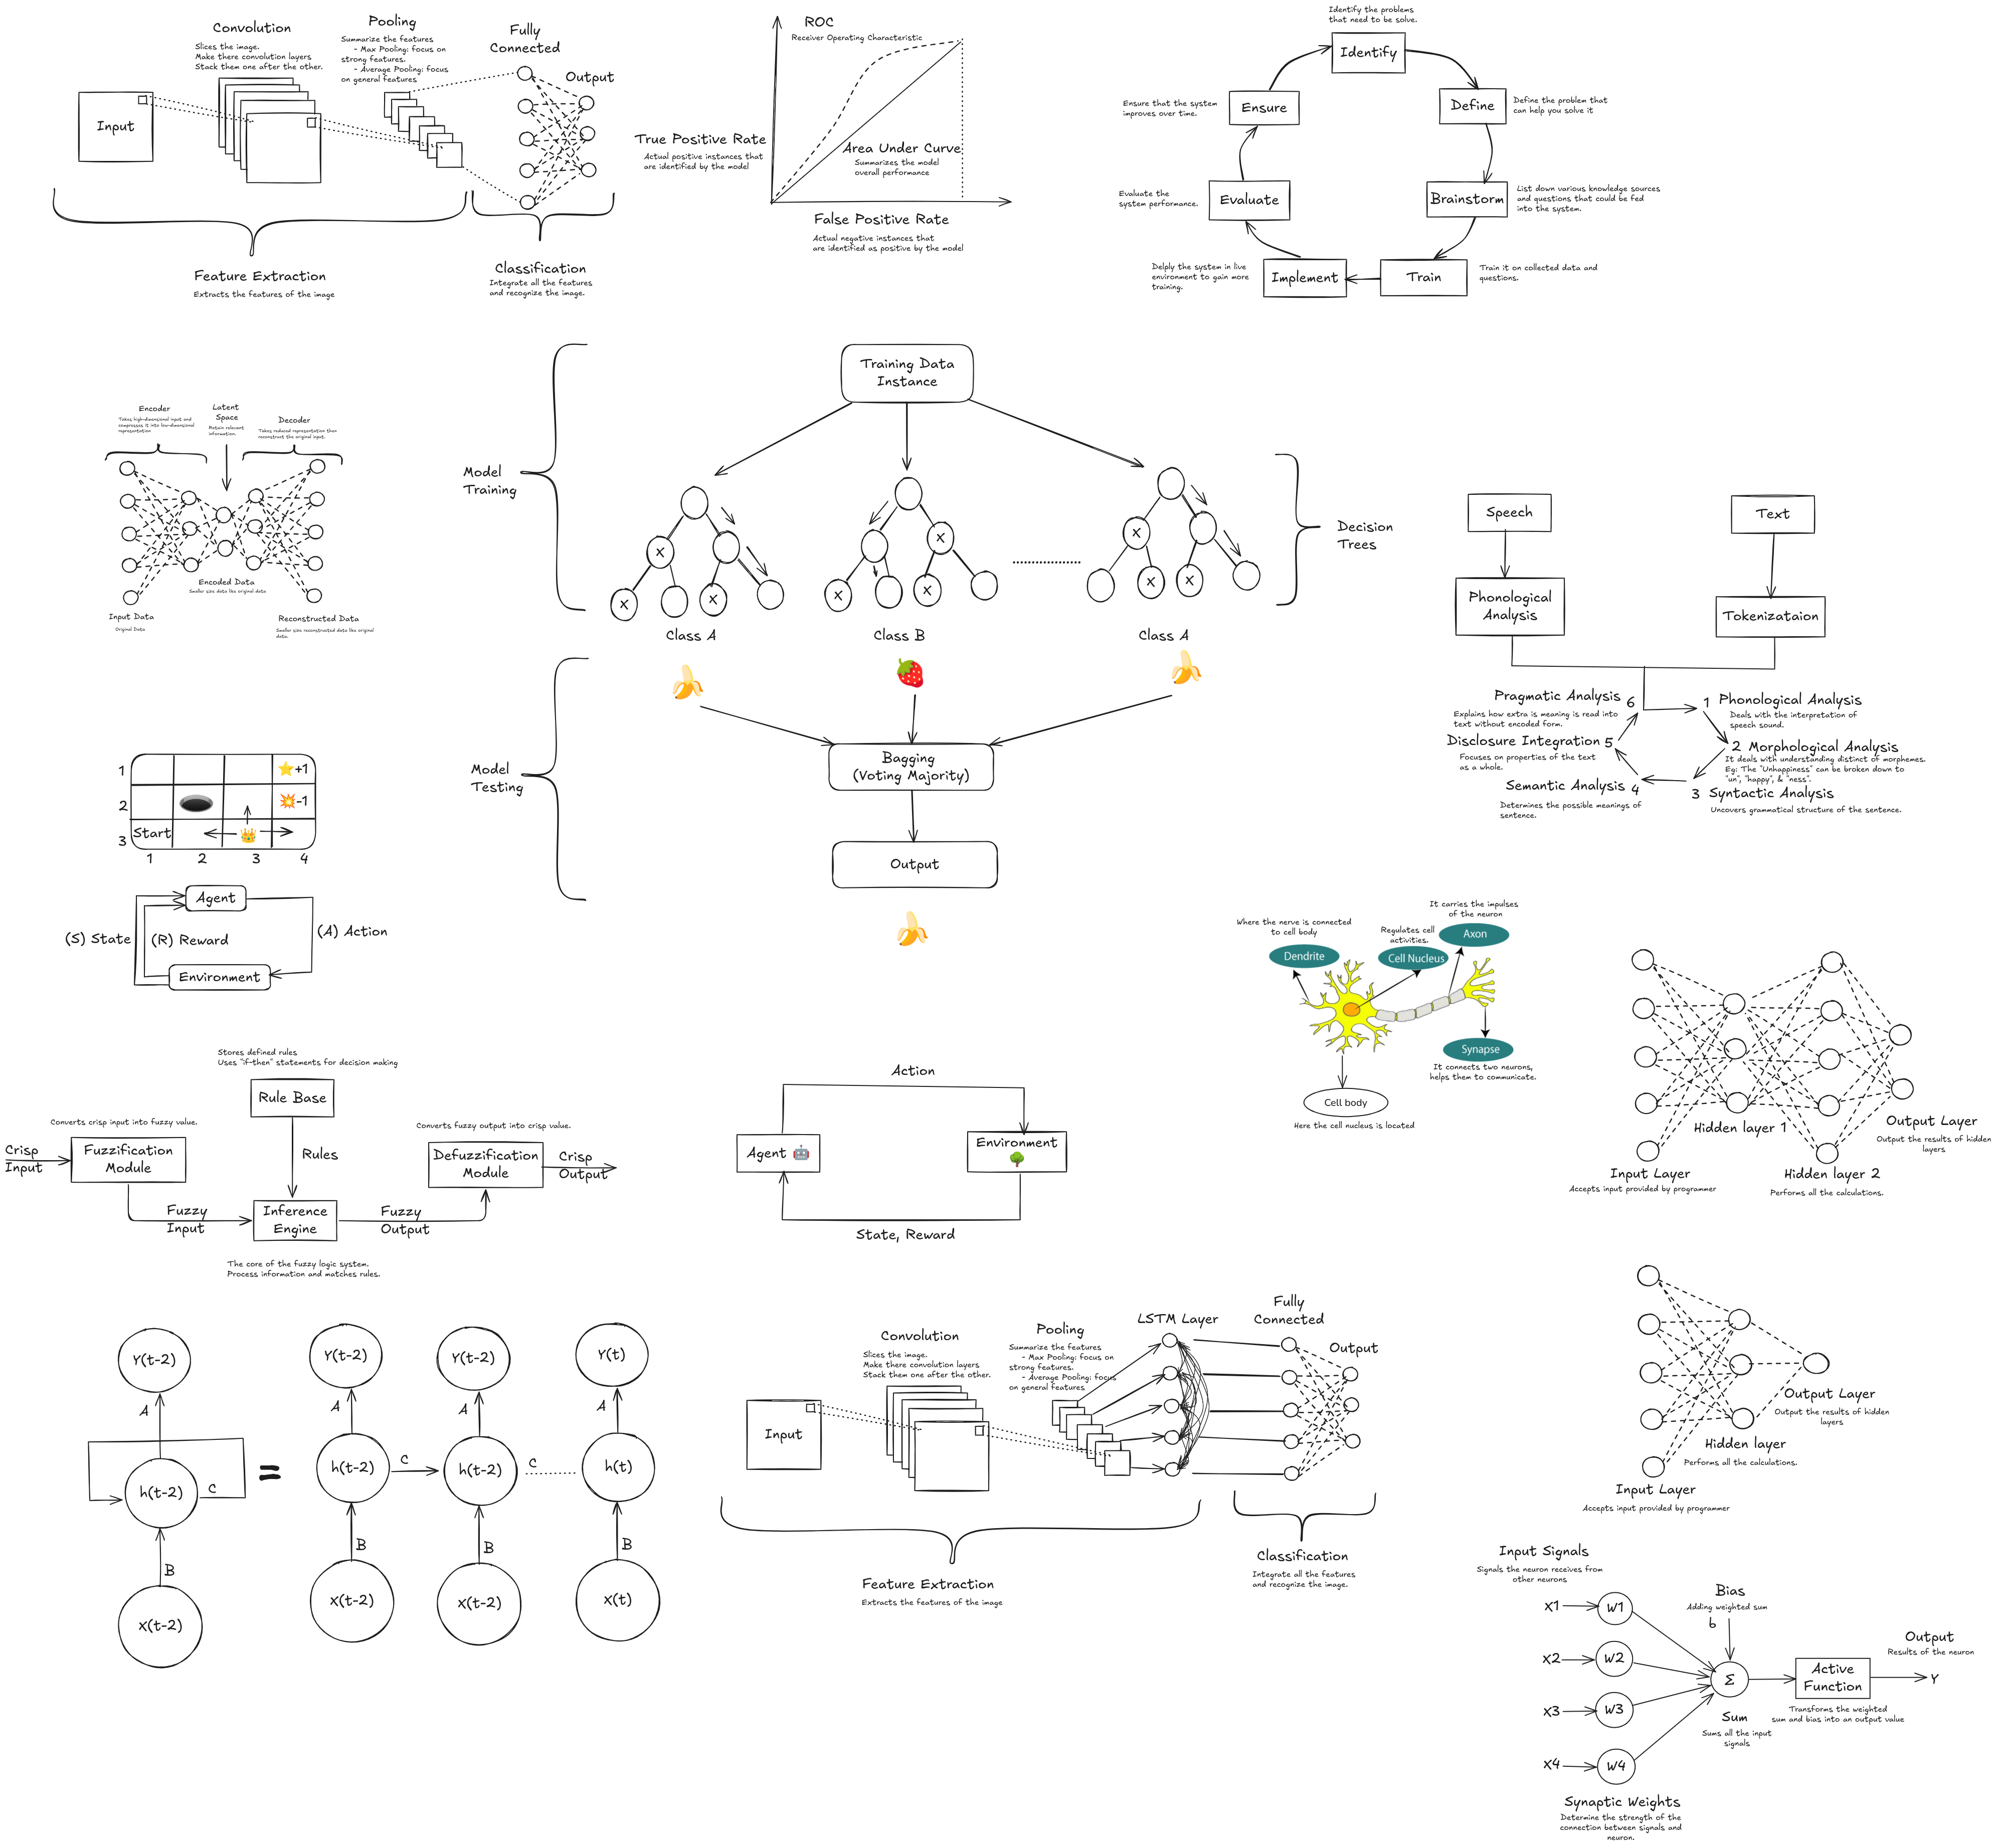 Convolution
Slices the image.
Make there convolution layers
Stack them one after the other.
Pooling
Summarize the features
- Max Pooling: focus on
strong features.
- Average Pooling: focus
on general features
Fully
Connected
Output
Input
Feature Extraction
Extracts the features of the image
Classification
Integrate all the features
and recognize the image.
ROC
Receiver Operating Characteristic
True Positive Rate
Actual positive instances that
are identified by the model
Area Under Curve
Summarizes the model
overall performance
False Positive Rate
Actual negative instances that
are identified as positive by the model
Identify the problems
that need to be solve.
Identify
Define
Define the problem that
can help you solve it
Brainstorm
List down various knowledge sources
and questions that could be fed
into the system.
Train
Train it on collected data and
questions.
Implement
Delply the system in live
environment to gain more
training.
Evaluate
Evaluate the
system performance.
Ensure
Ensure that the system
improves over time.
Encoder
Takes high-dimensional input and
compresses it into low-dimensional
representation
Latent
Space
Retain relevant
information.
Decoder
Takes reduced representation then
reconstruct the original input.
Encoded Data
Smaller size data like original data
Input Data
Original Data
Reconstructed Data
Smaller size reconstructed data like original
data.
Model
Training
Training Data
Instance
X
X
X
X
X
X
X
X
X
Decision
Trees
Class A
Class B
Class A
Model
Testing
Bagging
(Voting Majority)
Output
Speech
Text
Phonological
Analysis
Tokenizataion
Pragmatic Analysis 6
Explains how extra is meaning is read into
text without encoded form.
1 Phonological Analysis
Deals with the interpretation of
speech sound.
Disclosure Integration 5
Focuses on properties of the text
as a whole.
2 Morphological Analysis
It deals with understanding distinct of morphemes.
Eg: The "Unhappiness" can be broken down to
"un", "happy", & "ness".
Semantic Analysis 4
Determines the possible meanings of
sentence.
3 Syntactic Analysis
Uncovers grammatical structure of the sentence.
1
+1
2
-1
3
Start
1
2
3
4
Agent
(S) State
(R) Reward
(A) Action
Environment
Where the nerve is connected
to cell body
Dendrite
Regulates cell
activities.
Cell Nucleus
It carries the impulses
of the neuron
Axon
Synapse
It connects two neurons,
helps them to communicate.
Cell body
Here the cell nucleus is located
Hidden layer 1
Output Layer
Output the results of hidden
layers
Input Layer
Accepts input provided by programmer
Hidden layer 2
Performs all the calculations.
Stores defined rules
Uses "if-then" statements for decision making
Rule Base
Converts crisp input into fuzzy value.
Crisp
Input
Fuzzification
Module
Rules
Converts fuzzy output into crisp value.
Defuzzification
Module
Crisp
Output
Fuzzy
Input
Inference
Engine
Fuzzy
Output
The core of the fuzzy logic system.
Process information and matches rules.
Action
Agent
Environment
State, Reward
Output Layer
Output the results of hidden
layers
Hidden layer
Performs all the calculations.
Input Layer
Accepts input provided by programmer
Y(t-2)
A
h(t-2)
C
B
X(t-2)
=
Y(t-2)
A
h(t-2)
C
B
X(t-2)
Y(t-2)
A
h(t-2)
C
B
X(t-2)
Y(t)
A
h(t)
B
X(t)
Convolution
Slices the image.
Make there convolution layers
Stack them one after the other.
Pooling
Summarize the features
- Max Pooling: focus on
strong features.
- Average Pooling: focus
on general features
LSTM Layer
Fully
Connected
Output
Input
Feature Extraction
Extracts the features of the image
Classification
Integrate all the features
and recognize the image.
Input Signals
Signals the neuron receives from
other neurons
X1
W1
X2
W2
X3
W3
X4
W4
Bias
Adding weighted sum
b
Σ
Sum
Sums all the input
signals
Active
Function
Transforms the weighted
sum and bias into an output value
Output
Results of the neuron
Y
Synaptic Weights
Determine the strength of the
connection between signals and
neuron.